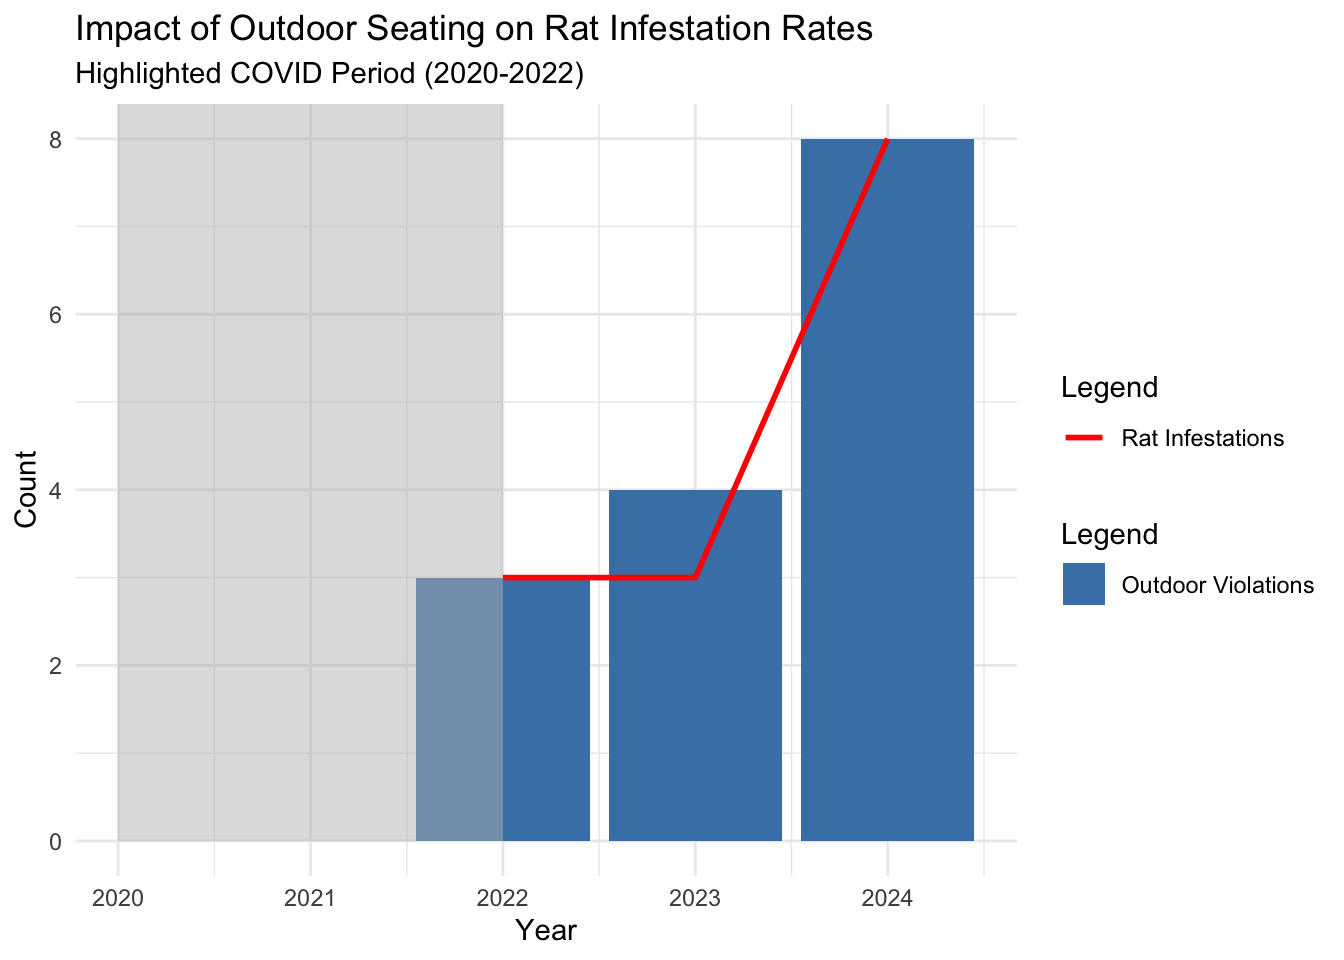 Impact of Outdoor Seating on Rat Infestation Rates
Highlighted COVID Period (2020-2022)
Count
8
6
4
2
0
2020 2021 2022 2023 2024
Year
Legend
Rat Infestations
Legend
Outdoor Violations